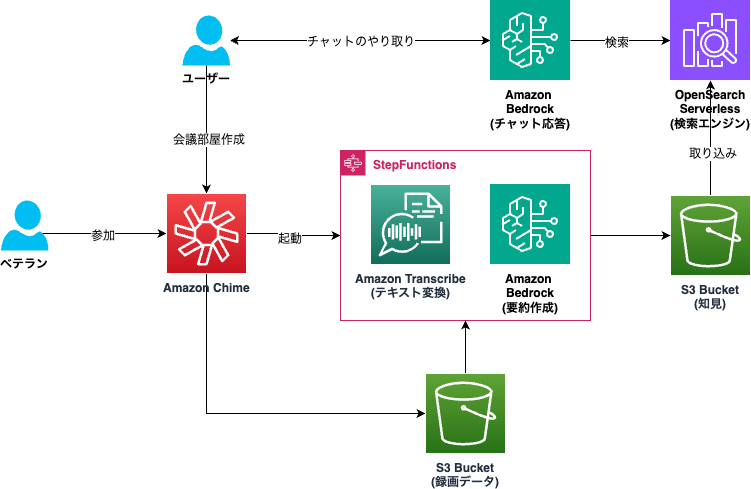 チャットのやり取り
検索
ユーザー
Amazon
Bedrock
(チャット応答)
OpenSearch
Serverless
(検索エンジン)
会議部屋作成
取り込み
StepFunctions
参加
起動
ベテラン
Amazon Chime
Amazon Transcribe
(テキスト変換)
Amazon
Bedrock
(要約作成)
S3 Bucket
(知見)
S3 Bucket
(録画データ)